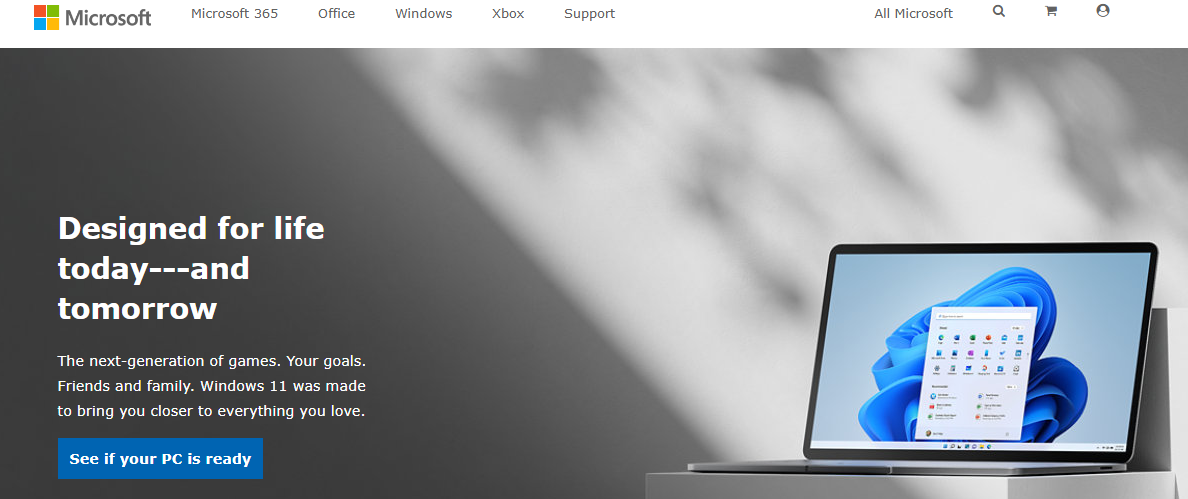 Microsoft Microsoft 365 Office Windows Xbox Support All Microsoft
Designed for life
today---and
tomorrow
The next-generation of games. Your goals.
Friends and family. Windows 11 was made
to bring you closer to everything you love.
See if your PC is ready